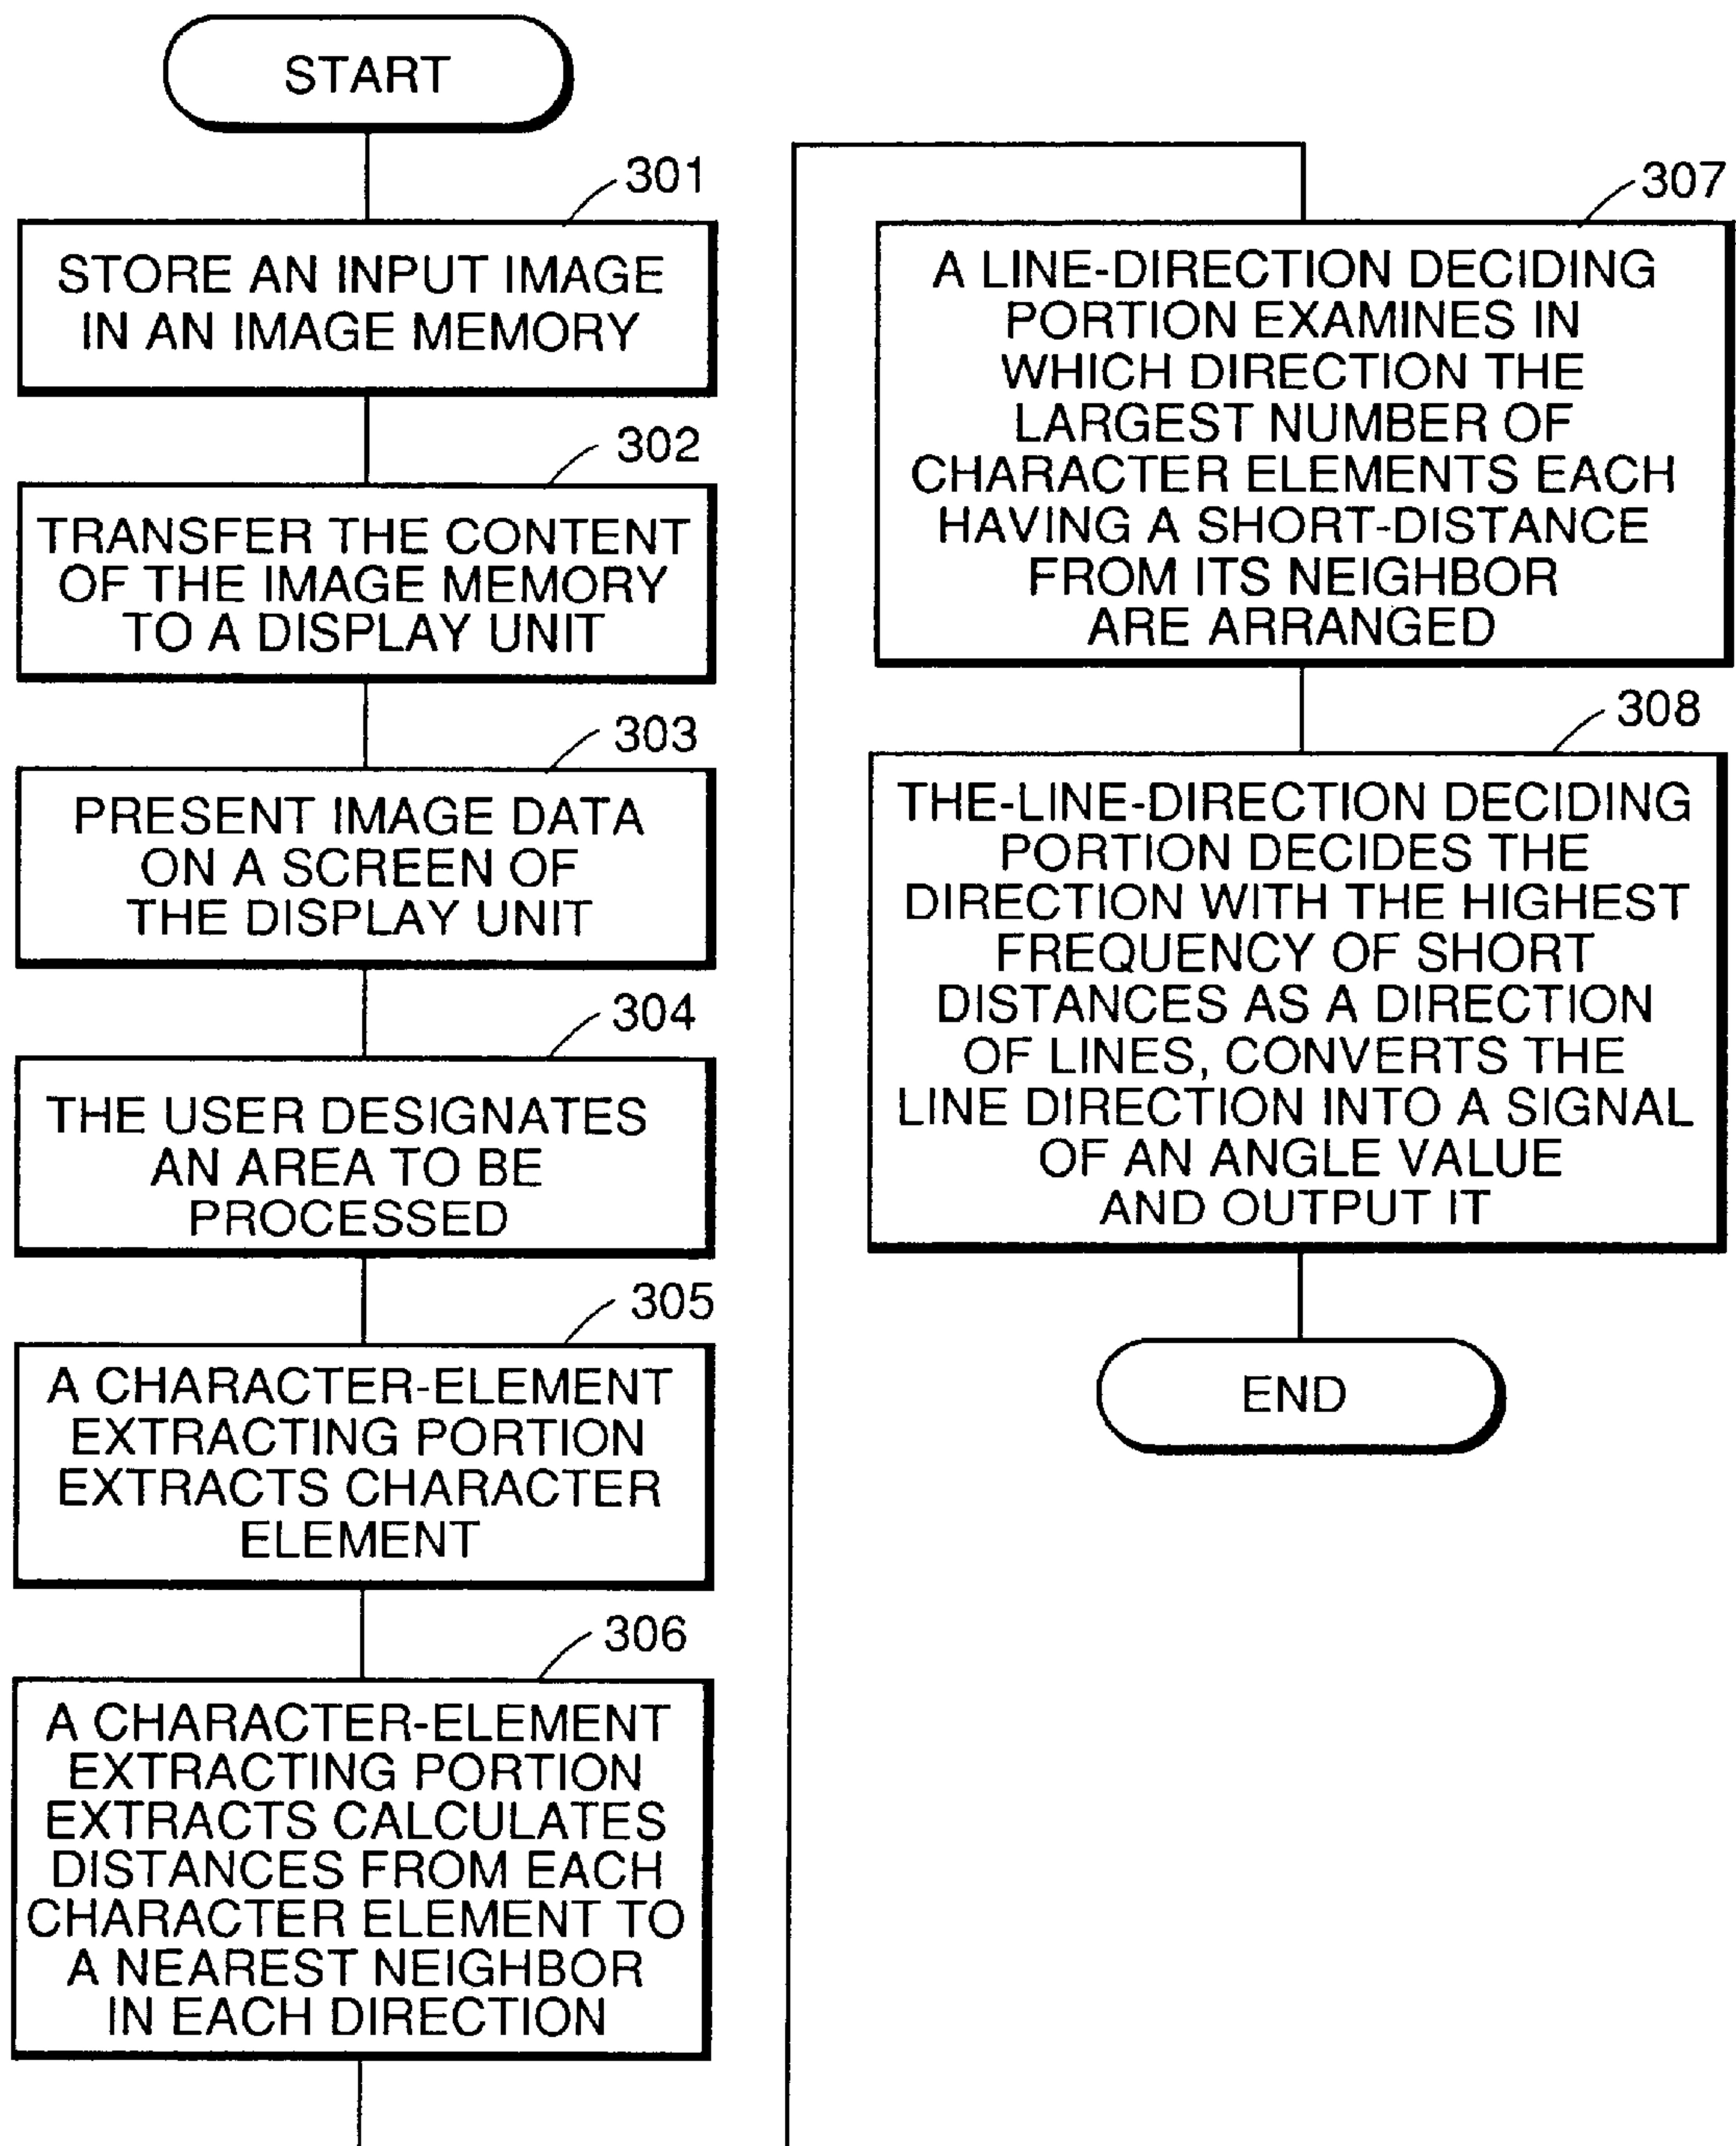 START
301
STORE AN INPUT IMAGE
IN AN IMAGE MEMORY
302
TRANSFER THE CONTENT
OF THE IMAGE MEMORY
TO A DISPLAY UNIT
303
PRESENT IMAGE DATA
ON A SCREEN OF
THE DISPLAY UNIT
304
THE USER DESIGNATES
AN AREA TO BE
PROCESSED
305
A CHARACTER-ELEMENT
EXTRACTING PORTION
EXTRACTS CHARACTER
ELEMENT
306
A CHARACTER-ELEMENT
EXTRACTING PORTION
EXTRACTS CALCULATES
DISTANCES FROM EACH
CHARACTER ELEMENT TO
A NEAREST NEIGHBOR
IN EACH DIRECTION
307
A LINE-DIRECTION DECIDING
PORTION EXAMINES IN
WHICH DIRECTION THE
LARGEST NUMBER OF
CHARACTER ELEMENTS EACH
HAVING A SHORT-DISTANCE
FROM ITS NEIGHBOR
ARE ARRANGED
308
THE-LINE-DIRECTION DECIDING
PORTION DECIDES THE
DIRECTION WITH THE HIGHEST
FREQUENCY OF SHORT
DISTANCES AS A DIRECTION
OF LINES, CONVERTS THE
LINE DIRECTION INTO A SIGNAL
OF AN ANGLE VALUE
AND OUTPUT IT
END